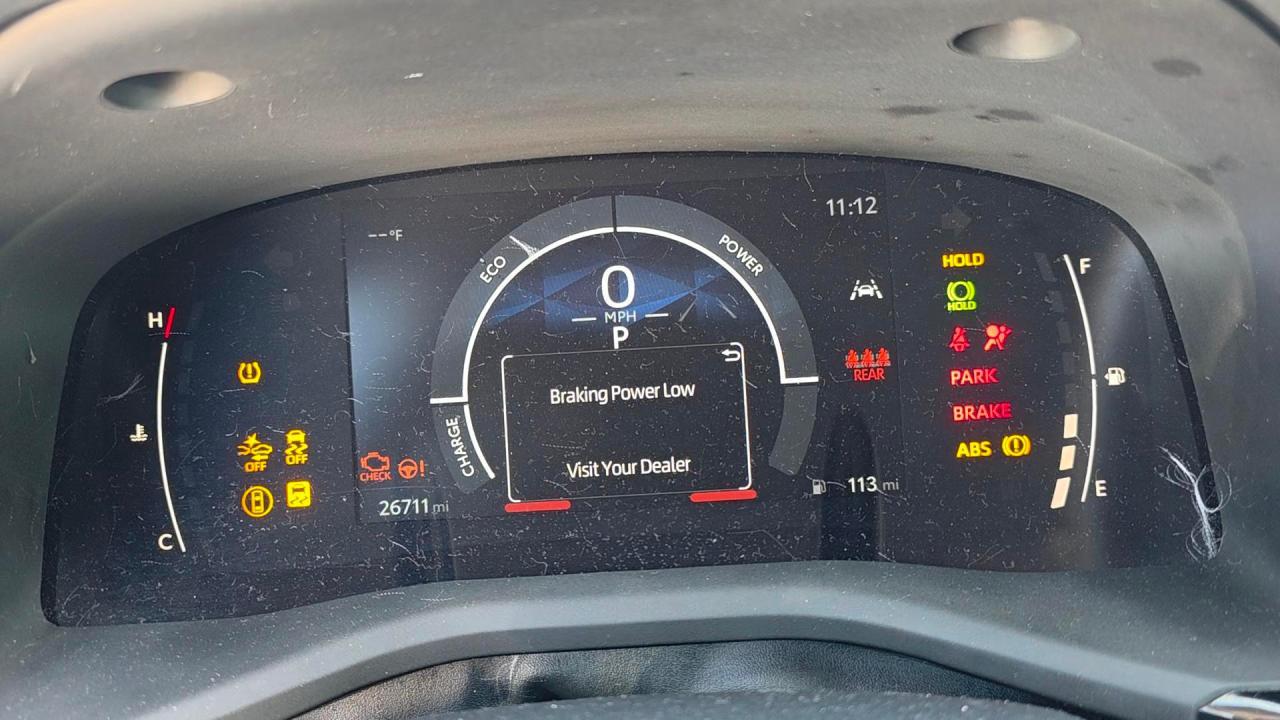 --°F
11:12
ECO
POWER
0
MPH
P
HOLD
HOLD
H
F
REAR
PARK
Braking Power Low
BRAKE
CHARGE
OFF
OFF
ABS
Visit Your Dealer
CHECK
!
26711 mi
113 mi
E
C